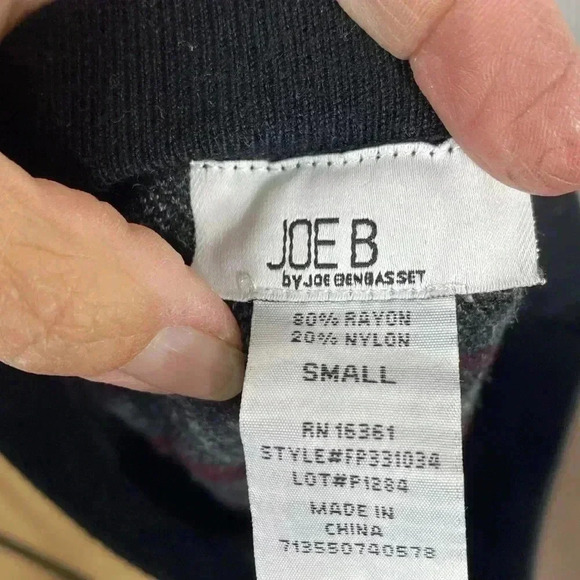 JOE B
by JOE BENBASSET
80% RAYON
20% NYLON
SMALL
RN 16361
STYLE#FP331034
LOT#P1284
MADE IN
CHINA
713550740578